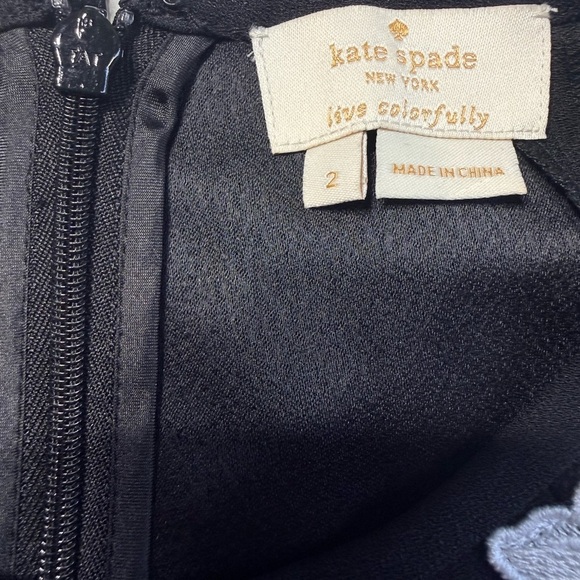 kate spade
NEW YORK
live colorfully
2
MADE IN CHINA